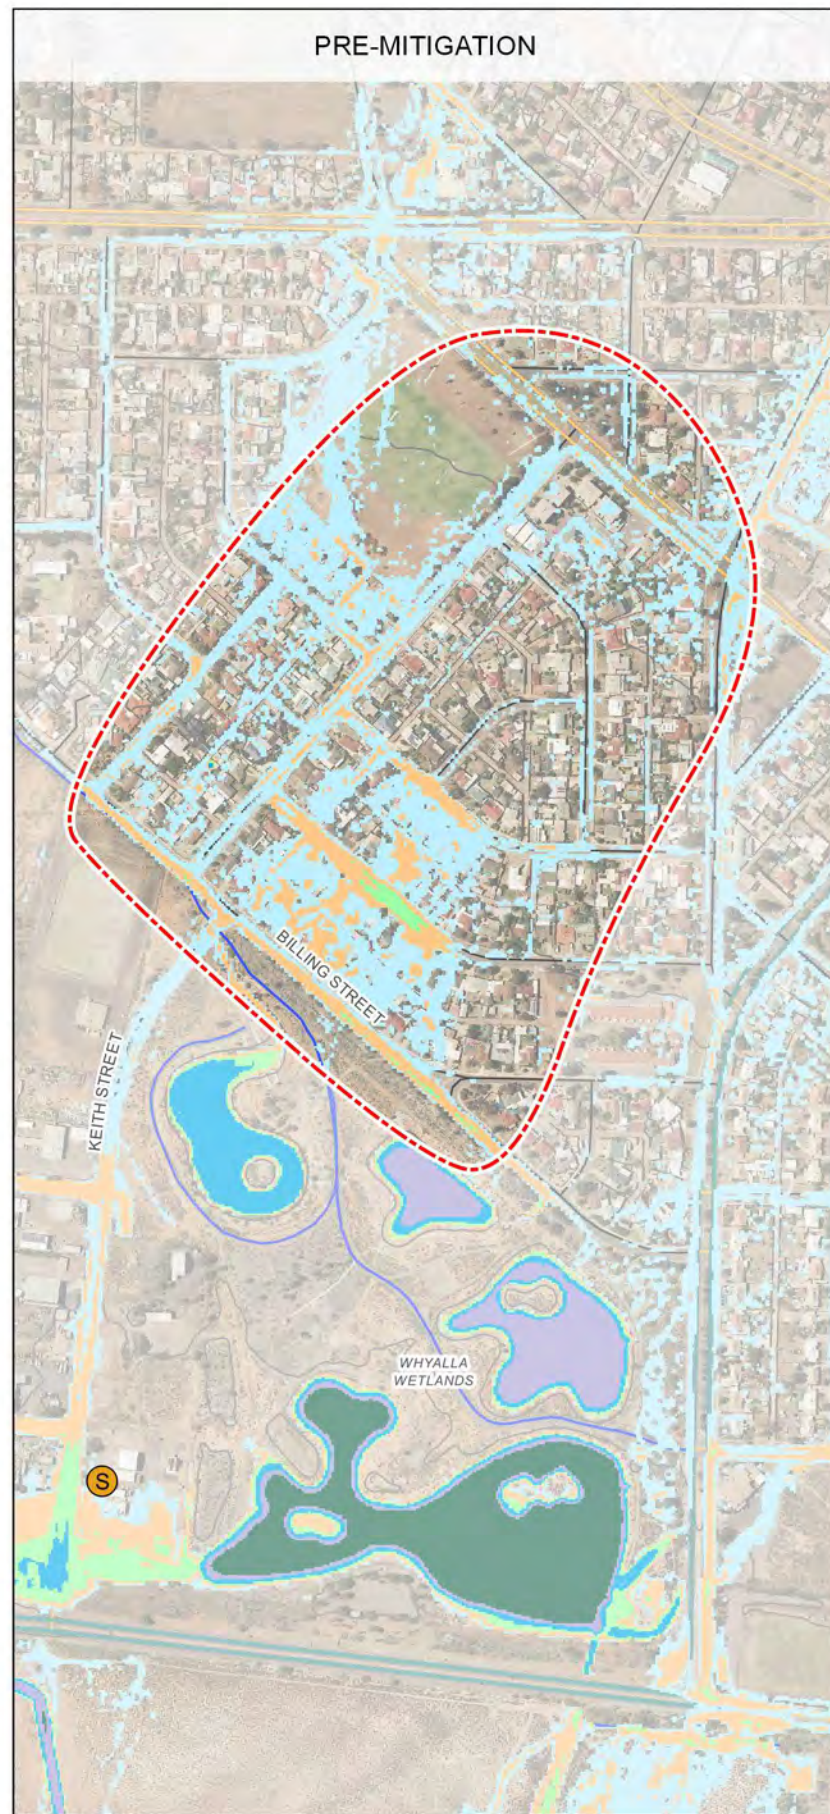 PRE-MITIGATION
BILLING STREET
KEITH STREET
WHYALLA
WETLANDS
S